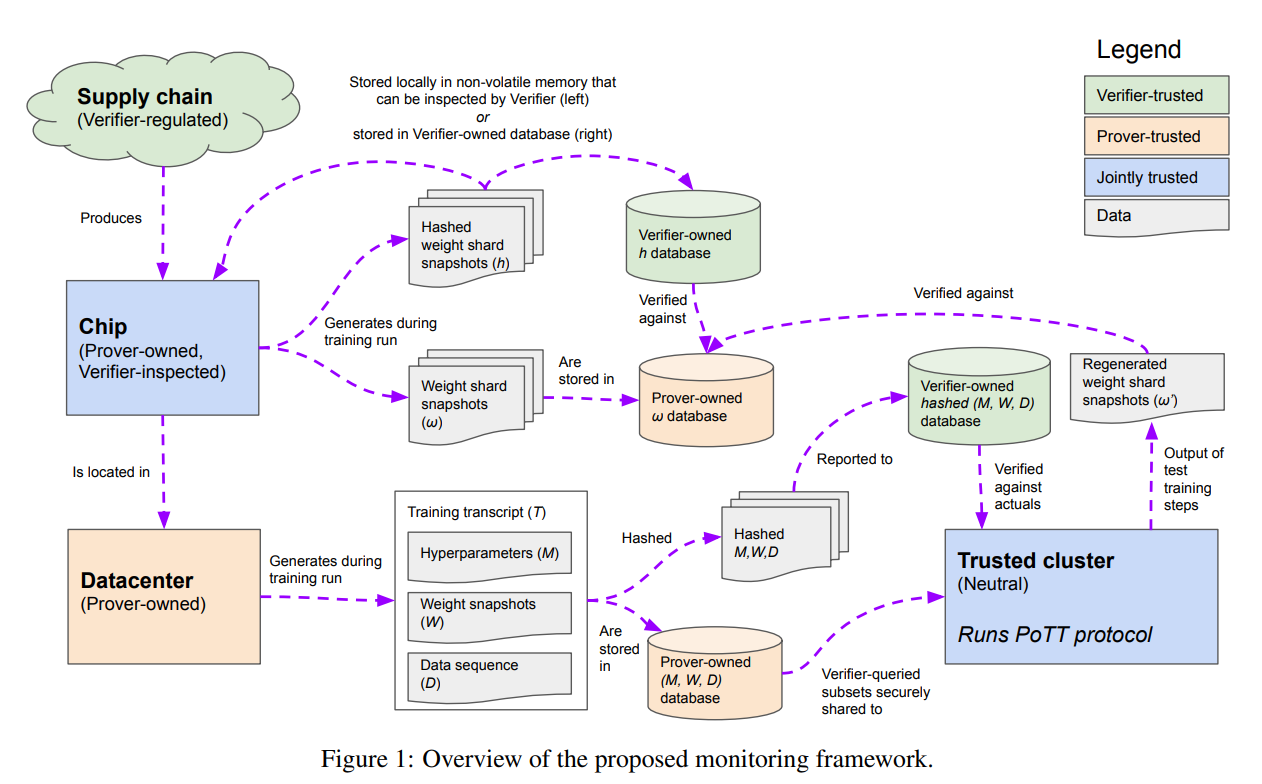 Legend
Verifier-trusted
Prover-trusted
Jointly trusted
Data
Supply chain
(Verifier-regulated)
Stored locally in non-volatile memory that
can be inspected by Verifier (left)
or
stored in Verifier-owned database (right)
Produces
Hashed
weight shard
snapshots (h)
Verifier-owned
h database
Chip
(Prover-owned,
Verifier-inspected)
Generates during
training run
Verified
against
Verified against
Weight shard
snapshots
(ω)
Are
stored in
Prover-owned
ω database
Verifier-owned
hashed (M, W, D)
database
Regenerated
weight shard
snapshots (ω')
Is located in
Reported to
Verified
against
actuals
Output of
test
training
steps
Datacenter
(Prover-owned)
Generates during
training run
Training transcript (T)
Hyperparameters (M)
Weight snapshots
(W)
Data sequence
(D)
Hashed
Hashed
M,W,D
Are
stored
in
Prover-owned
(M, W, D)
database
Verifier-queried
subsets securely
shared to
Trusted cluster
(Neutral)
Runs PoTT protocol
Figure 1: Overview of the proposed monitoring framework.